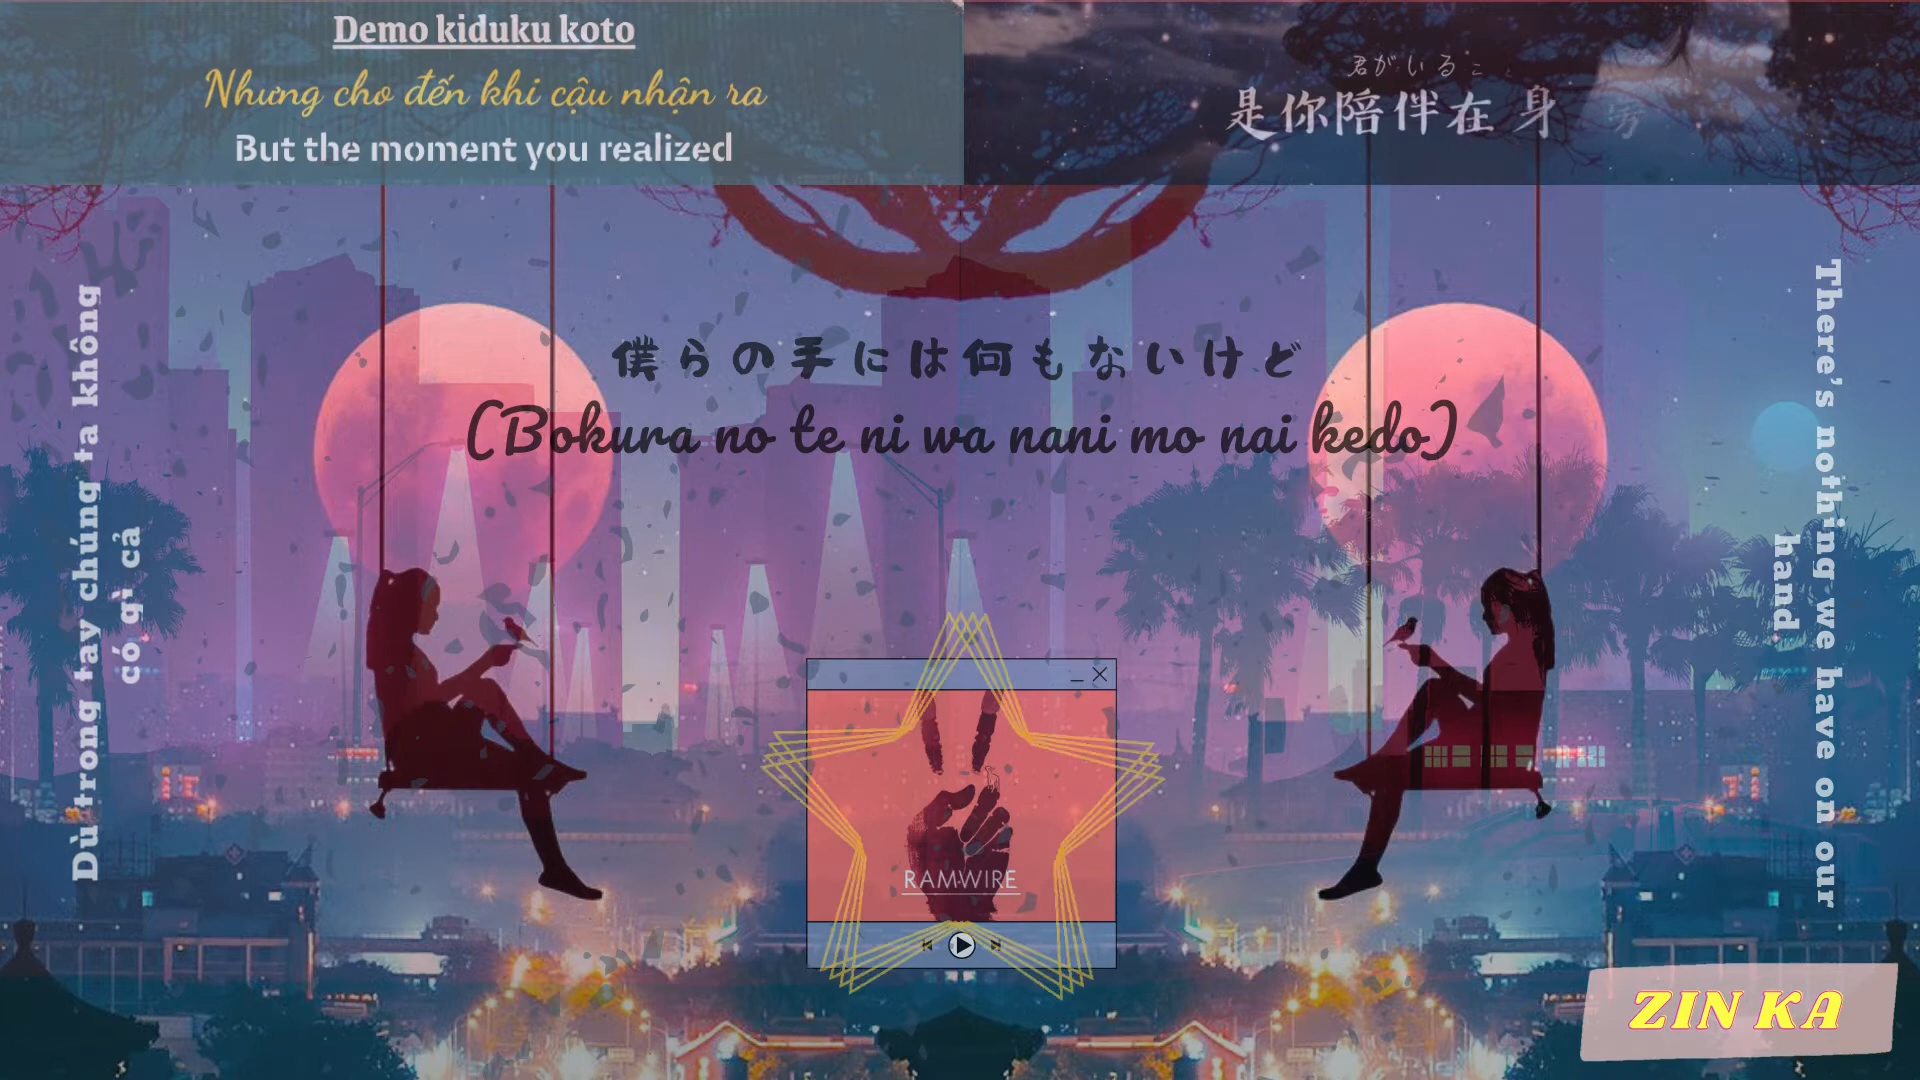 Demo kiduku koto
Nhưng cho đến khi cậu nhận ra
But the moment you realized
君がいるこ
是你陪伴在身旁
僕らの手には何もないけど
(Bokura no te ni wa nani mo nai kedo)
Dù trong tay chúng ta không
có gì cả
There's nothing we have on our
hand.
RAMWIRE
ZIN KA